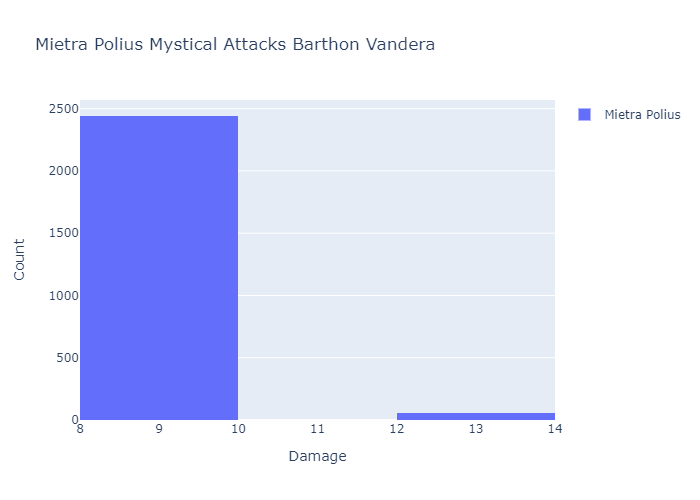 Mietra Polius Mystical Attacks Barthon Vandera
Mietra Polius
Count
2500
2000
1500
1000
500
0
8 9 10 11 12 13 14
Damage